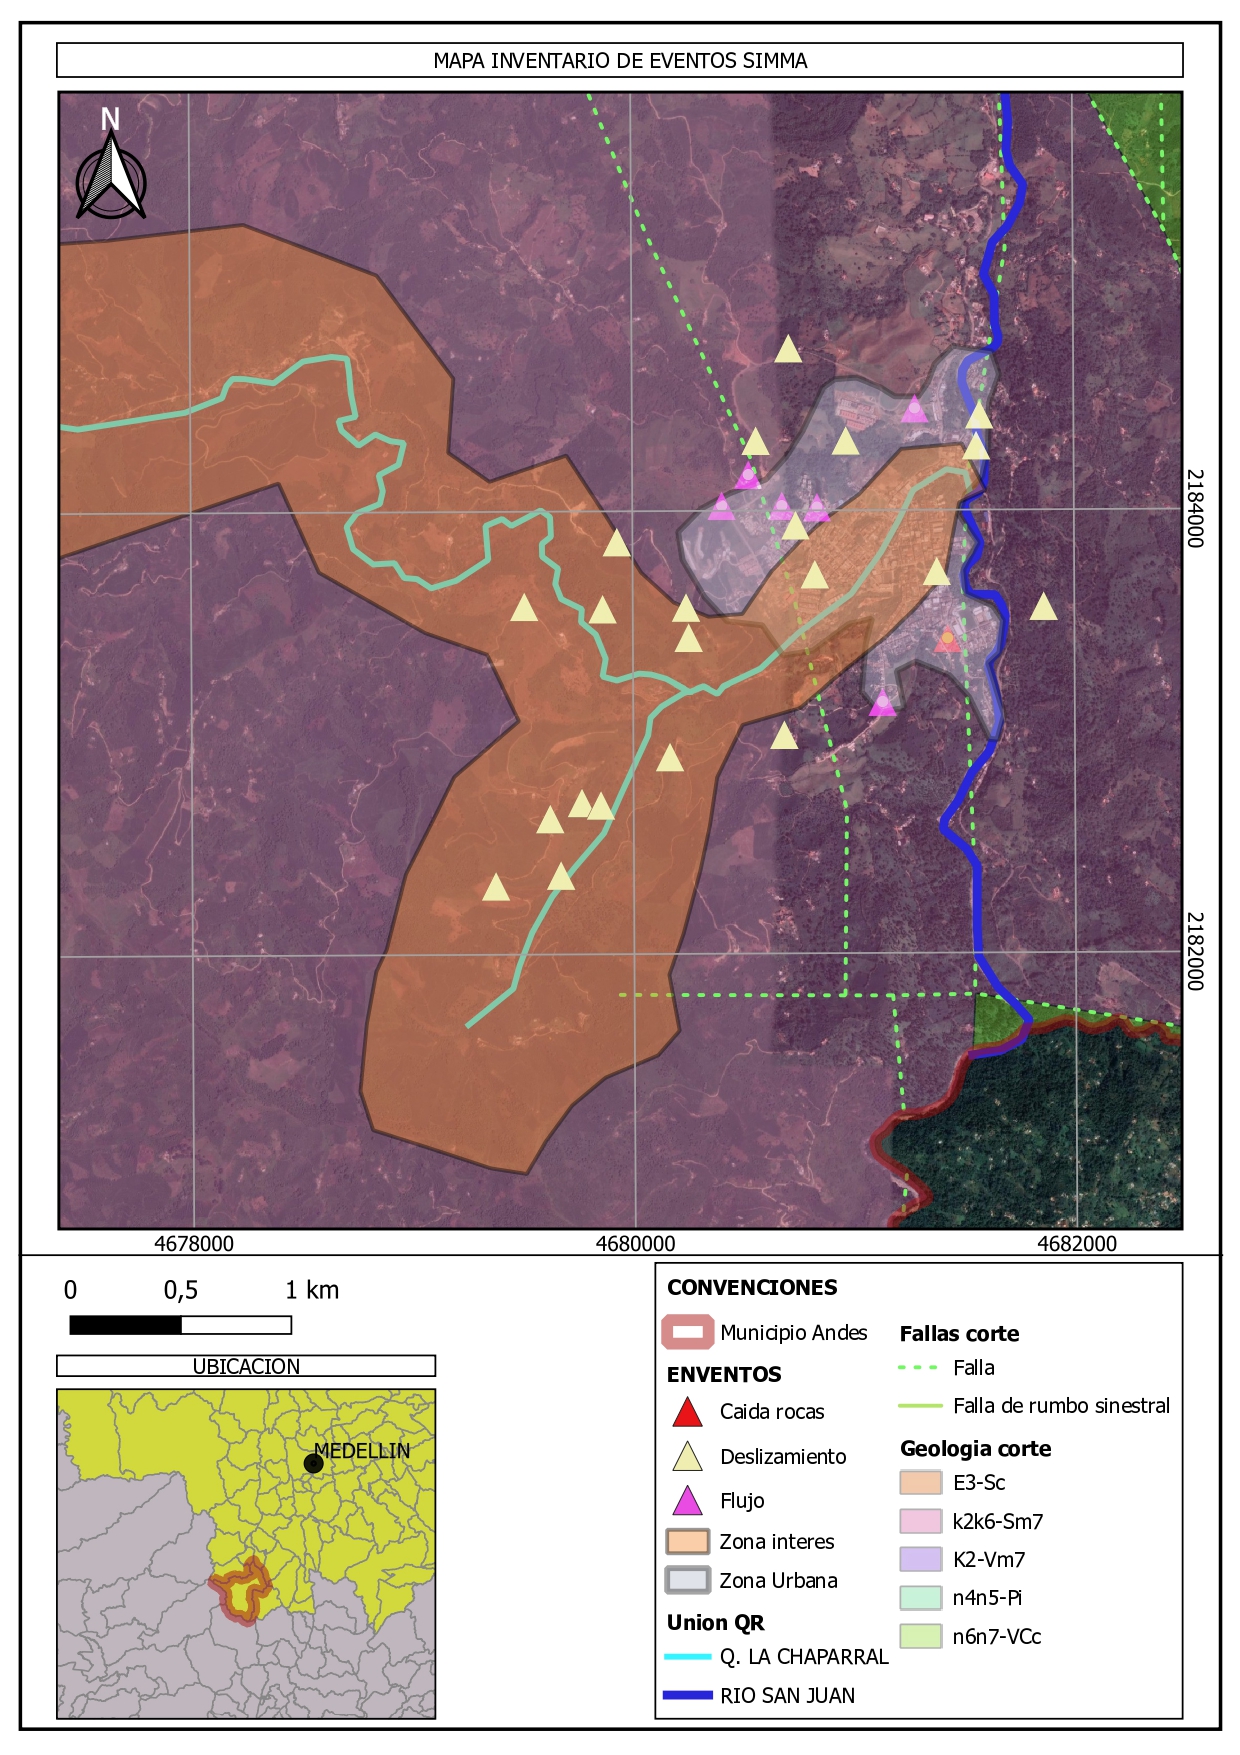 MAPA INVENTARIO DE EVENTOS SIMMA
N
2184000
2182000
4678000
4680000
4682000
0 0,5 1 km
UBICACION
MEDELLIN
CONVENCIONES
Municipio Andes
ENVENTOS
Caida rocas
Deslizamiento
Flujo
Zona interes
Zona Urbana
Union QR
Q. LA CHAPARRAL
RIO SAN JUAN
Fallas corte
Falla
Falla de rumbo sinestral
Geologia corte
E3-Sc
k2k6-Sm7
K2-Vm7
n4n5-Pi
n6n7-VCc